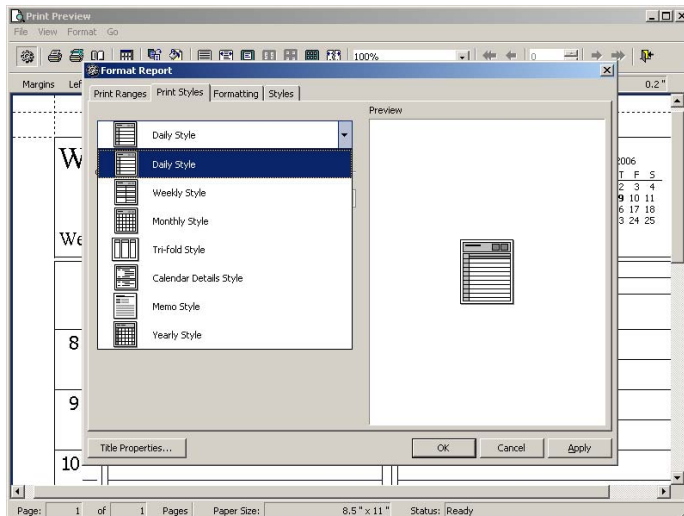 Print Preview
File View Format Go
100%
0
Margins Lef
0.2 "
Format Report
Print Ranges Print Styles Formatting Styles
Preview
Daily Style
Daily Style
Weekly Style
Monthly Style
Tri-fold Style
Calendar Details Style
Memo Style
Yearly Style
Title Properties...
OK Cancel Apply
W
We
2006
T F S
2 3 4
9 10 11
6 17 18
3 24 25
8
9
10
Page: 1 of 1 Pages Paper Size: 8.5 " x 11 " Status: Ready